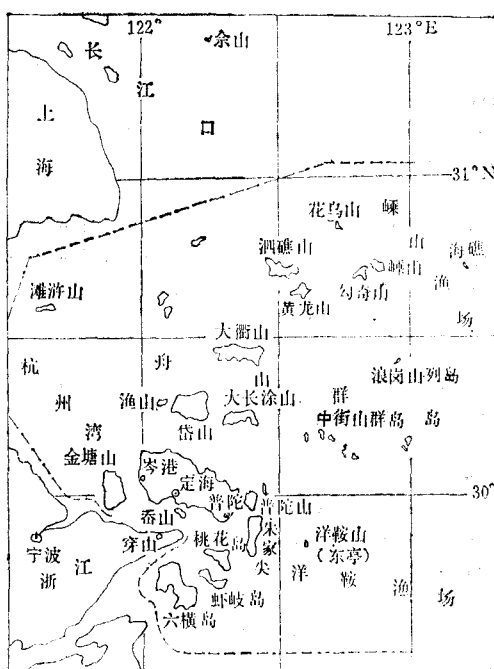 122°
123°E
长江口
佘山
上海
31°N
花鸟山
嵊山渔场
泗礁山
海礁
嵊山
勾奇山
黄龙山
滩浒山
大衢山
杭州湾
舟山群岛
浪岗山列岛
渔山
大长涂山
中街山群岛
岱山
金塘山
岑港
定海
30°
普陀
普陀山
岙山
朱家尖
穿山
桃花岛
洋鞍山
(东亭)
宁波
浙江
洋鞍渔场
虾岐岛
六横岛